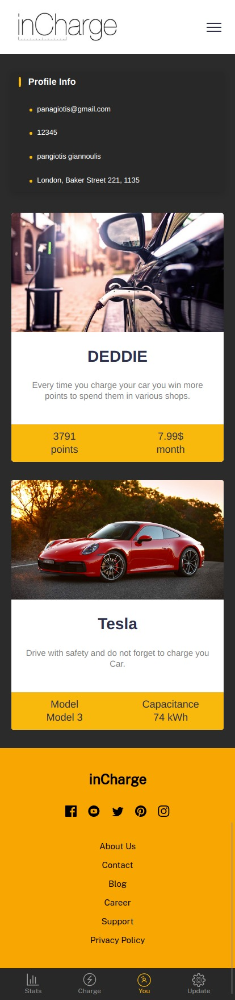 inCharge
Profile Info
panagiotis@gmail.com
12345
pangiotis giannoulis
London, Baker Street 221, 1135
DEDDIE
Every time you charge your car you win more
points to spend them in various shops.
3791 7.99$
points month
Tesla
Drive with safety and do not forget to charge you
Car.
Model Capacitance
Model 3 74 kWh
inCharge
About Us
Contact
Blog
Career
Support
Privacy Policy
Stats Charge You Update